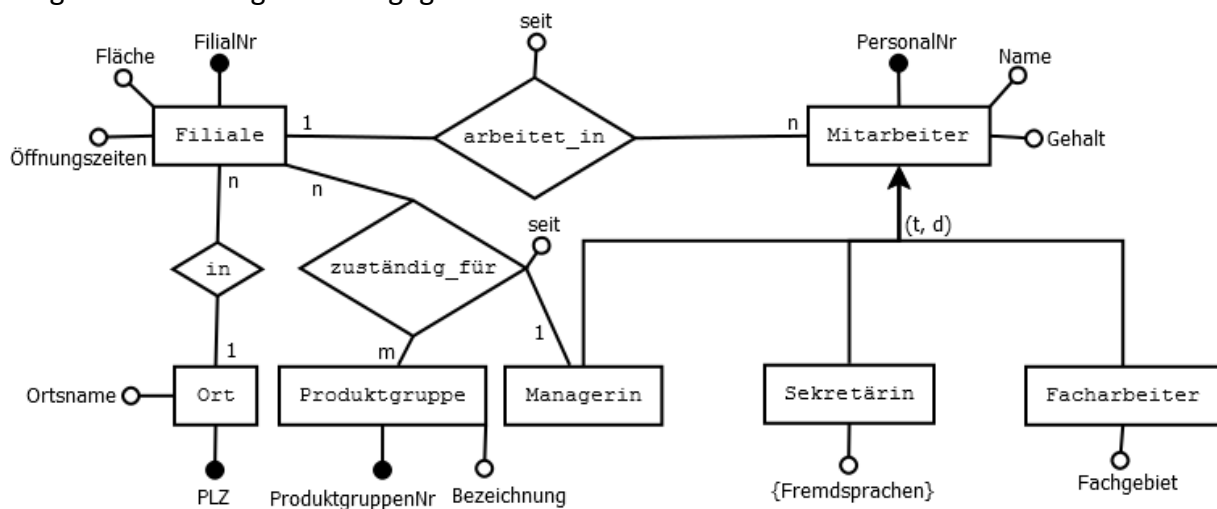 seit
FilialNr
PersonalNr
Fläche
Name
Filiale
1
arbeitet_in
n
Mitarbeiter
Gehalt
Öffnungszeiten
n
n
(t, d)
seit
in
zuständig_für
1
m
1
Ortsname
Ort
Produktgruppe
Managerin
Sekretärin
Facharbeiter
PLZ
ProduktgruppenNr
Bezeichnung
{Fremdsprachen}
Fachgebiet